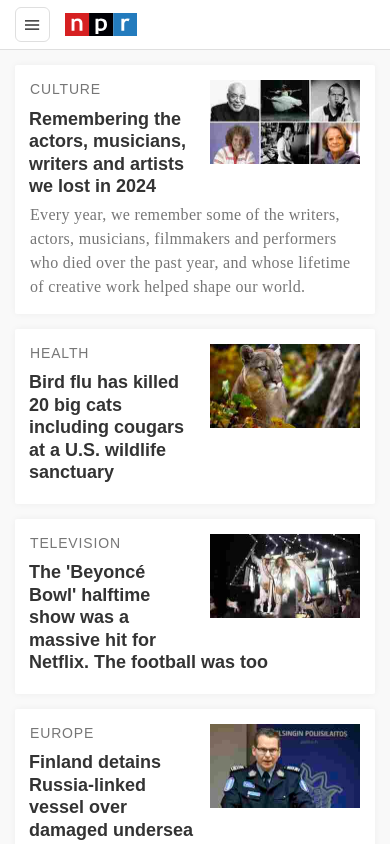 npr
CULTURE
Remembering the
actors, musicians,
writers and artists
we lost in 2024
Every year, we remember some of the writers,
actors, musicians, filmmakers and performers
who died over the past year, and whose lifetime
of creative work helped shape our world.
HEALTH
Bird flu has killed
20 big cats
including cougars
at a U.S. wildlife
sanctuary
TELEVISION
The 'Beyoncé
Bowl' halftime
show was a
massive hit for
Netflix. The football was too
EUROPE
ELSINGIN POLIISILAITOS
Finland detains
Russia-linked
vessel over
damaged undersea